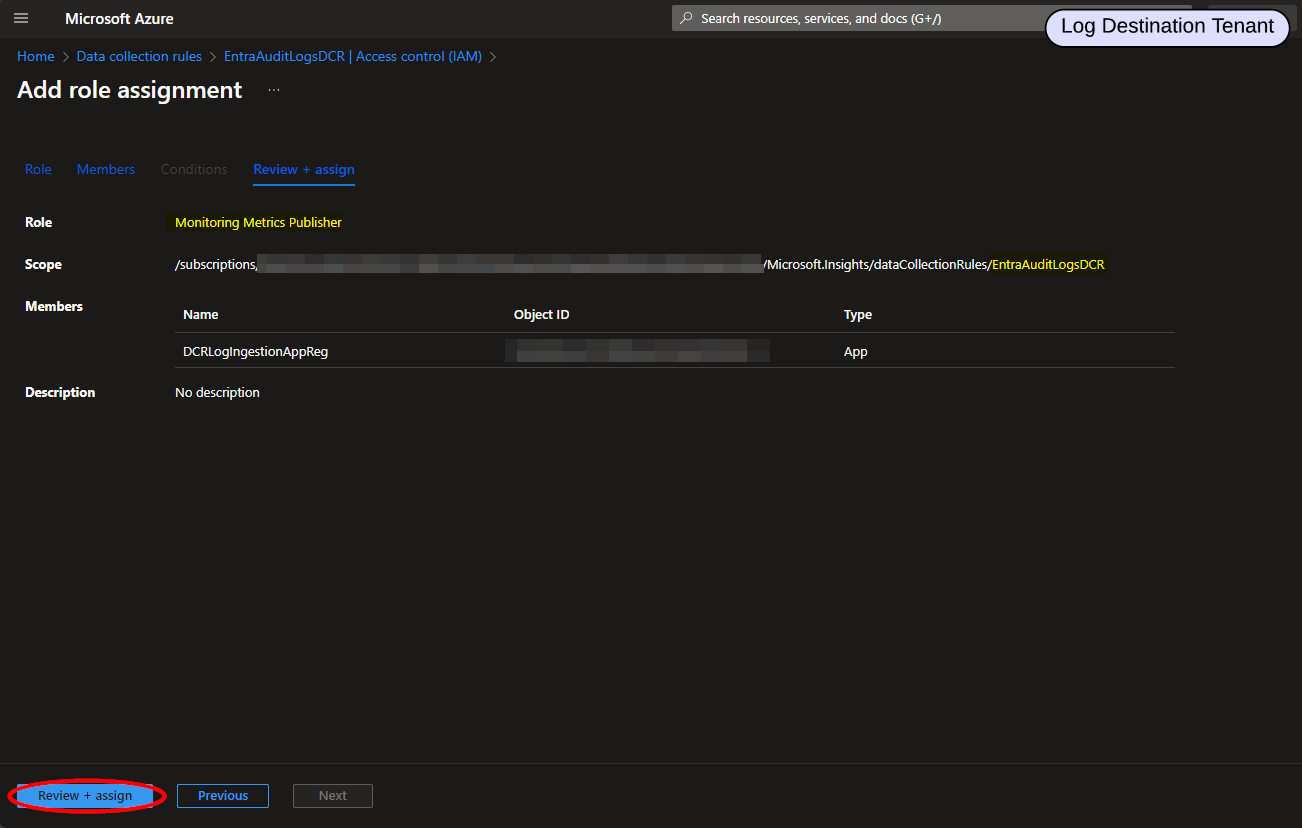 Microsoft Azure
Search resources, services, and docs (G+/)
Log Destination Tenant
Home > Data collection rules > EntraAuditLogsDCR | Access control (IAM) >
Add role assignment ...
Role Members Conditions Review + assign
Role Monitoring Metrics Publisher
Scope /subscriptions/ /Microsoft.Insights/dataCollectionRules/EntraAuditLogsDCR
Members
Name Object ID Type
DCRLogIngestionAppReg App
Description No description
Review + assign Previous Next